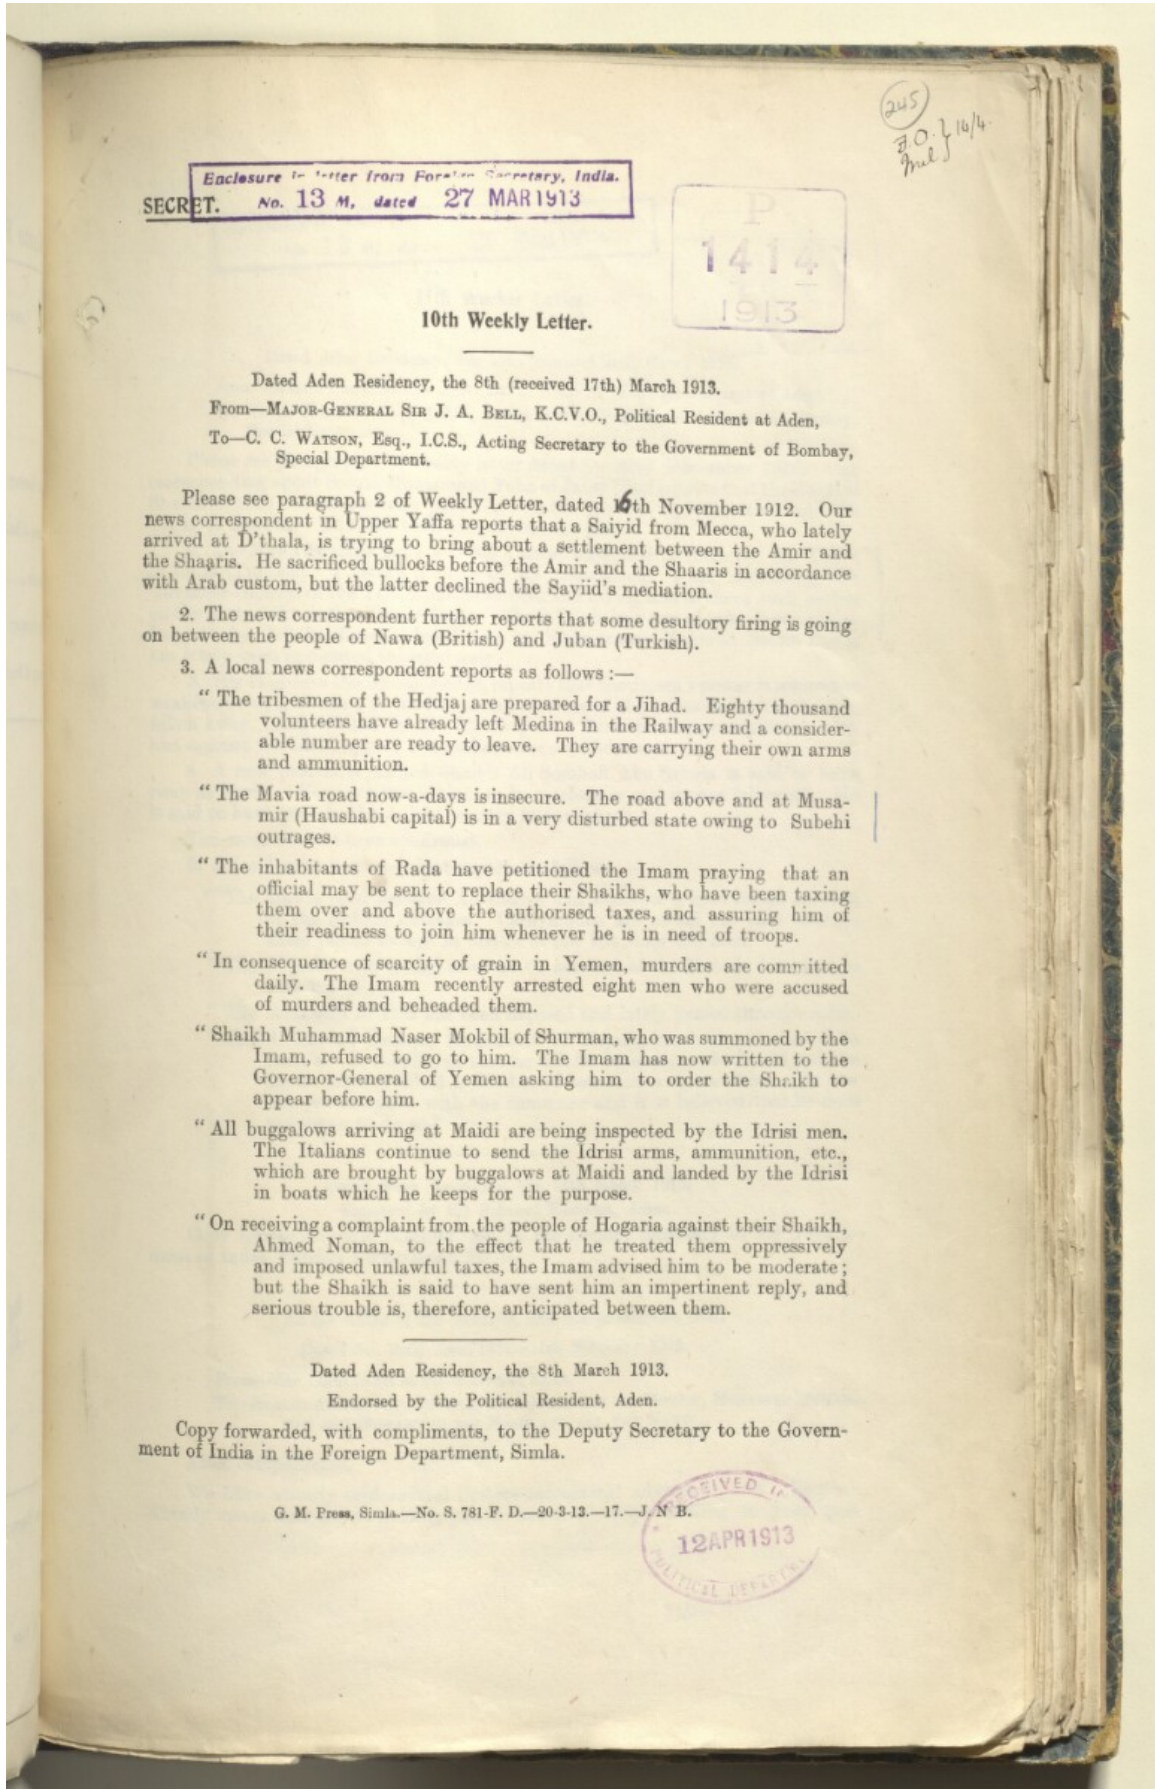 245
F.O. } 14/4.
Mil }
Enclosure in letter from Foreign Secretary, India.
SECRET. No. 13 M, dated 27 MAR 1913
P
1414
1913
10th Weekly Letter.
Dated Aden Residency, the 8th (received 17th) March 1913.
From—MAJOR-GENERAL SIR J. A. BELL, K.C.V.O., Political Resident at Aden,
To—C. C. WATSON, Esq., I.C.S., Acting Secretary to the Government of Bombay,
Special Department.
Please see paragraph 2 of Weekly Letter, dated 16th November 1912. Our
news correspondent in Upper Yaffa reports that a Saiyid from Mecca, who lately
arrived at D'thala, is trying to bring about a settlement between the Amir and
the Shaaris. He sacrificed bullocks before the Amir and the Shaaris in accordance
with Arab custom, but the latter declined the Sayiid's mediation.
2. The news correspondent further reports that some desultory firing is going
on between the people of Nawa (British) and Juban (Turkish).
3. A local news correspondent reports as follows :—
" The tribesmen of the Hedjaj are prepared for a Jihad. Eighty thousand
volunteers have already left Medina in the Railway and a consider-
able number are ready to leave. They are carrying their own arms
and ammunition.
" The Mavia road now-a-days is insecure. The road above and at Musa-
mir (Haushabi capital) is in a very disturbed state owing to Subehi
outrages.
" The inhabitants of Rada have petitioned the Imam praying that an
official may be sent to replace their Shaikhs, who have been taxing
them over and above the authorised taxes, and assuring him of
their readiness to join him whenever he is in need of troops.
" In consequence of scarcity of grain in Yemen, murders are committed
daily. The Imam recently arrested eight men who were accused
of murders and beheaded them.
" Shaikh Muhammad Naser Mokbil of Shurman, who was summoned by the
Imam, refused to go to him. The Imam has now written to the
Governor-General of Yemen asking him to order the Shaikh to
appear before him.
" All buggalows arriving at Maidi are being inspected by the Idrisi men.
The Italians continue to send the Idrisi arms, ammunition, etc.,
which are brought by buggalows at Maidi and landed by the Idrisi
in boats which he keeps for the purpose.
" On receiving a complaint from the people of Hogaria against their Shaikh,
Ahmed Noman, to the effect that he treated them oppressively
and imposed unlawful taxes, the Imam advised him to be moderate ;
but the Shaikh is said to have sent him an impertinent reply, and
serious trouble is, therefore, anticipated between them.
Dated Aden Residency, the 8th March 1913.
Endorsed by the Political Resident, Aden.
Copy forwarded, with compliments, to the Deputy Secretary to the Govern-
ment of India in the Foreign Department, Simla.
G. M. Press, Simla.—No. S. 781-F. D.—20-3-13.—17.—J. N B.
RECEIVED IN
12 APR 1913
POLITICAL DEPARTMENT